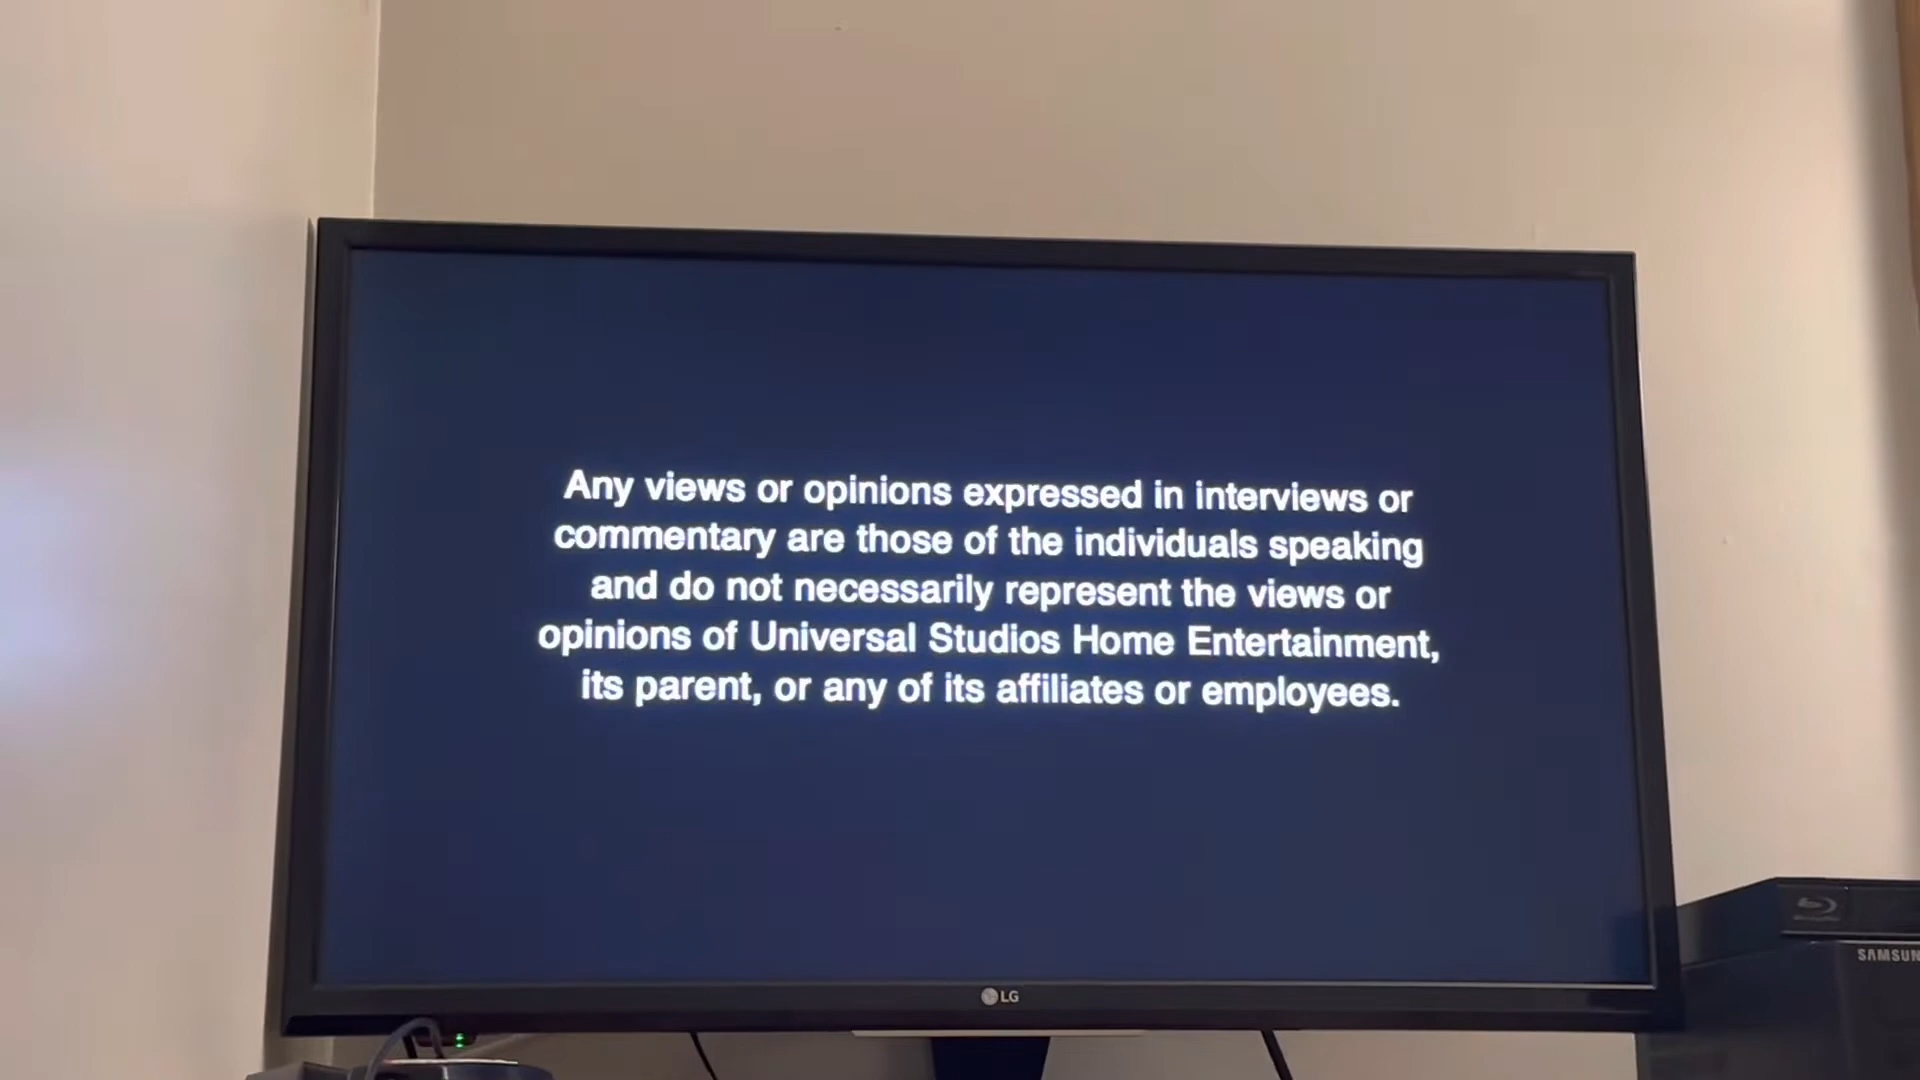 Any views or opinions expressed in interviews or
commentary are those of the individuals speaking
and do not necessarily represent the views or
opinions of Universal Studios Home Entertainment,
its parent, or any of its affiliates or employees.
LG
SAMSUN